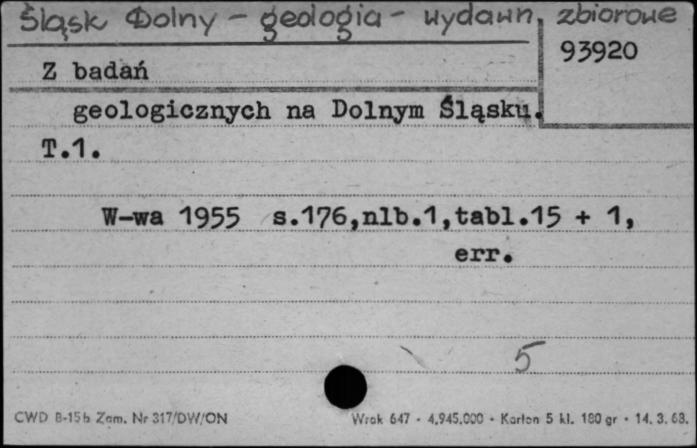 Śląsk Dolny - geologia - wydawn. zbiorowe
93920
Z badań
geologicznych na Dolnym Śląsku.
T.1.
W-wa 1955 s.176,nlb.1,tabl.15 + 1,
err.
5
CWD B-15b Zam. Nr 317/DW/ON Wrak 647 - 4.945.000 - Karton 5 kl. 180 gr - 14. 3. 63.